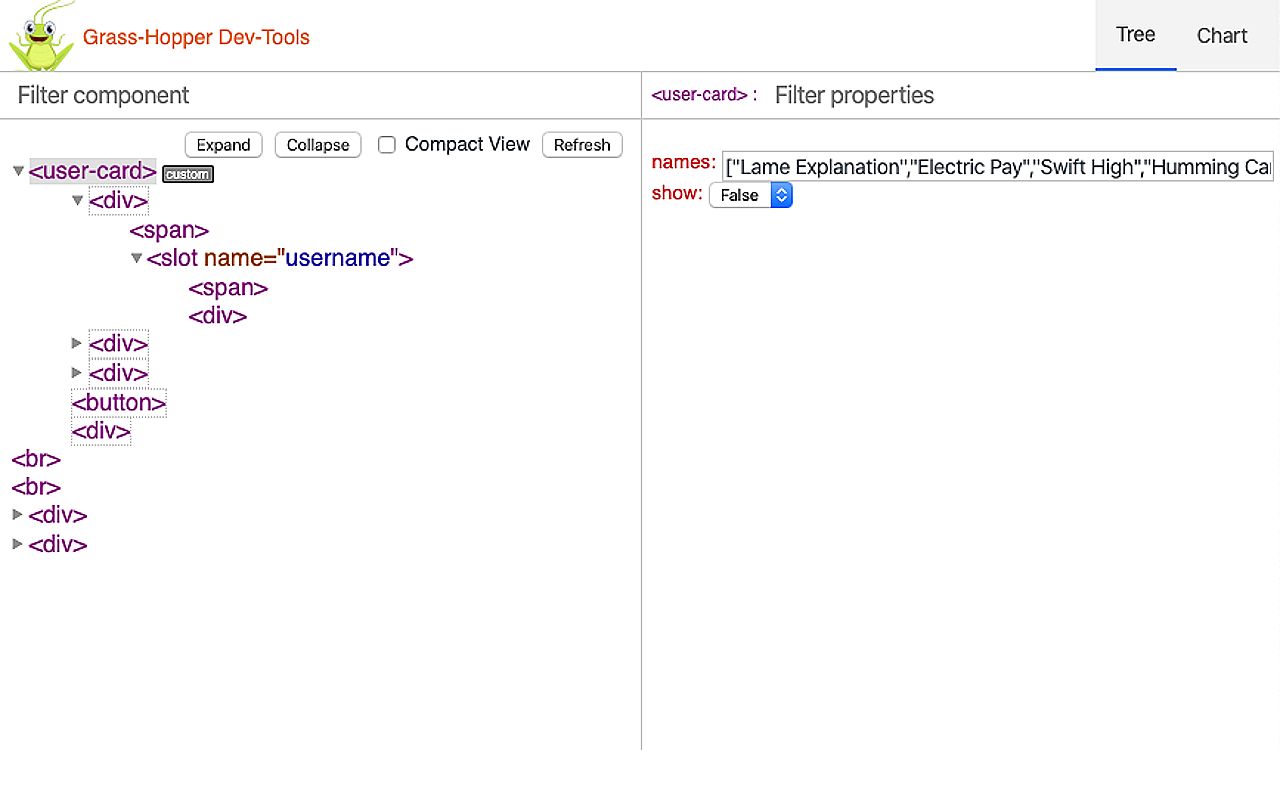 Grass-Hopper Dev-Tools
Tree
Chart
Filter component
<user-card> :
Filter properties
Expand
Collapse
Compact View
Refresh
<user-card> custom
<div>
<span>
<slot name="username">
<span>
<div>
<div>
<div>
<button>
<div>
<br>
<br>
<div>
<div>
names: ["Lame Explanation","Electric Pay","Swift High","Humming Ca
show: False